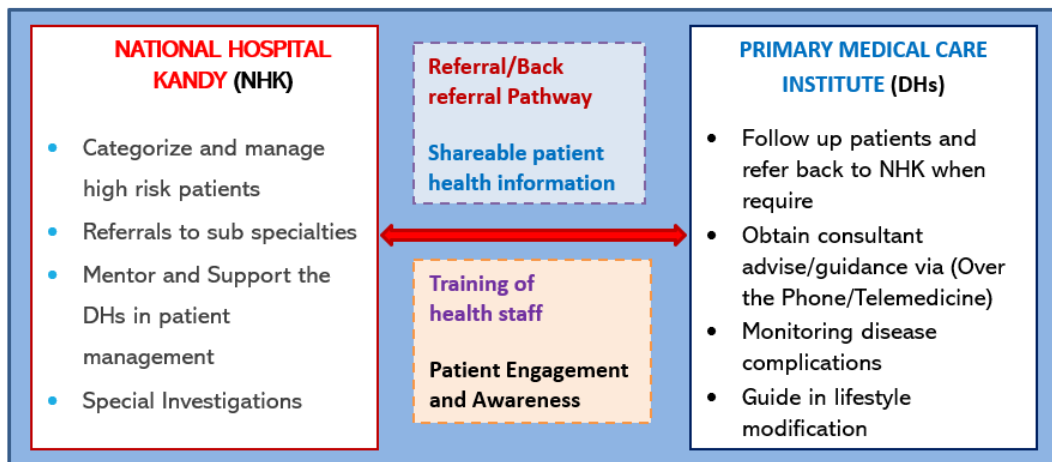 NATIONAL HOSPITAL
KANDY (NHK)
• Categorize and manage
high risk patients
• Referrals to sub specialties
• Mentor and Support the
DHs in patient
management
• Special Investigations
Referral/Back
referral Pathway
Shareable patient
health information
Training of
health staff
Patient Engagement
and Awareness
PRIMARY MEDICAL CARE
INSTITUTE (DHs)
• Follow up patients and
refer back to NHK when
require
• Obtain consultant
advise/guidance via (Over
the Phone/Telemedicine)
• Monitoring disease
complications
• Guide in lifestyle
modification